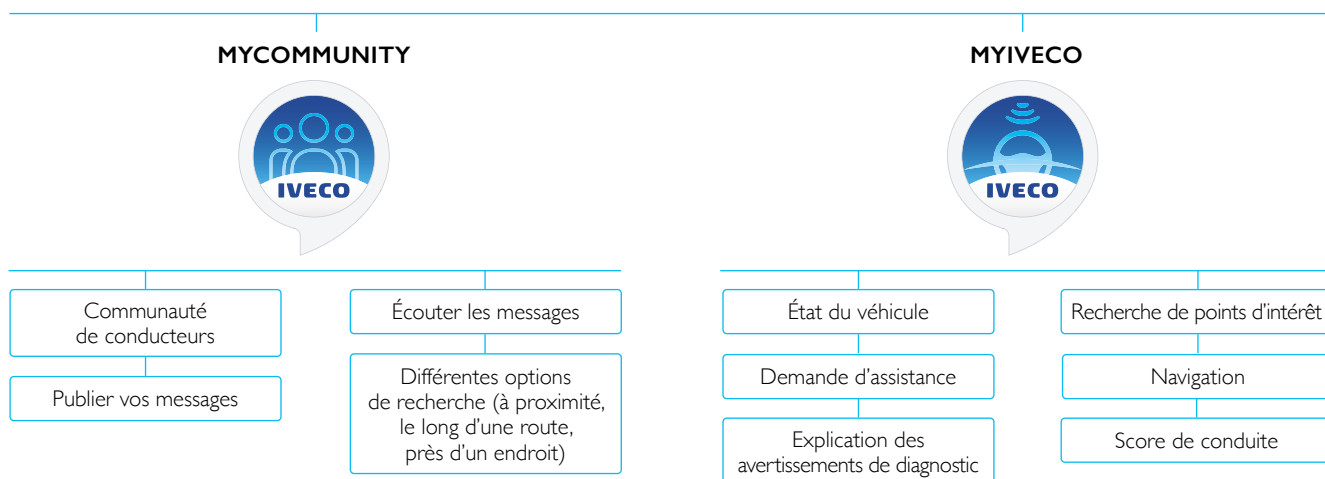 MYCOMMUNITY
IVECO
Communauté
de conducteurs
Publier vos messages
Écouter les messages
Différentes options
de recherche (à proximité,
le long d’une route,
près d’un endroit)
MYIVECO
IVECO
État du véhicule
Demande d’assistance
Explication des
avertissements de diagnostic
Recherche de points d’intérêt
Navigation
Score de conduite